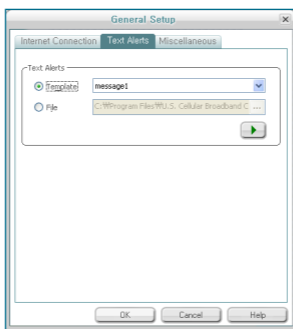 General Setup
Internet Connection Text Alerts Miscellaneous
Text Alerts
Template message1
File C:₩Program Files₩U.S. Cellular Broadband C ...
OK Cancel Help